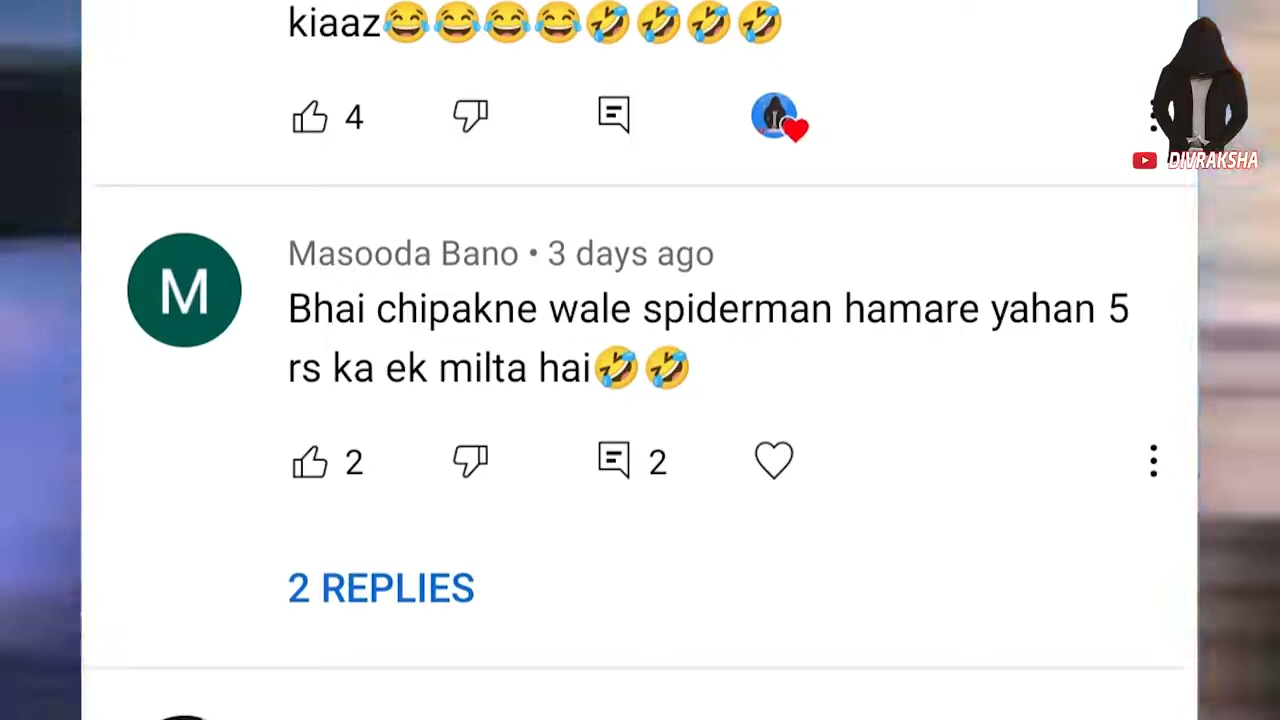 kiaaz😂😂😂😂🤣🤣🤣🤣
4
DIVRAKSHA
Masooda Bano • 3 days ago
Bhai chipakne wale spiderman hamare yahan 5
rs ka ek milta hai🤣🤣
2 2
2 REPLIES
M